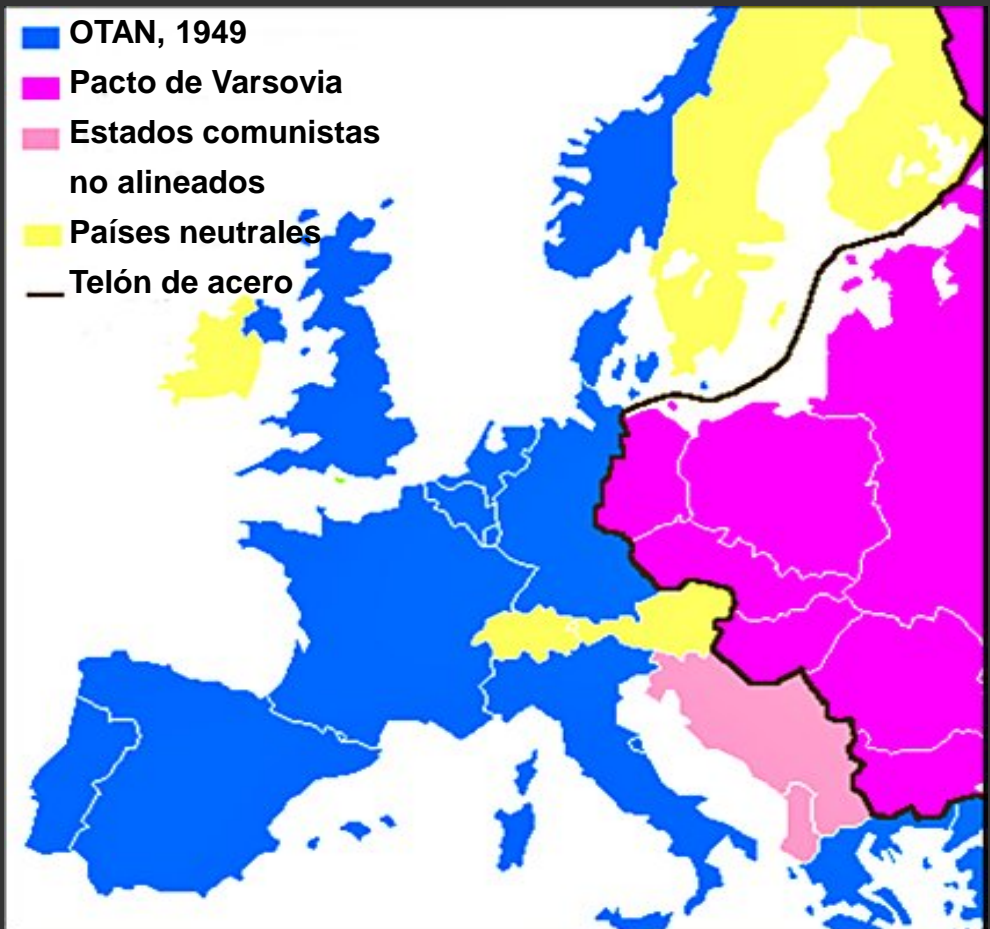 OTAN, 1949
Pacto de Varsovia
Estados comunistas
no alineados
Países neutrales
Telón de acero